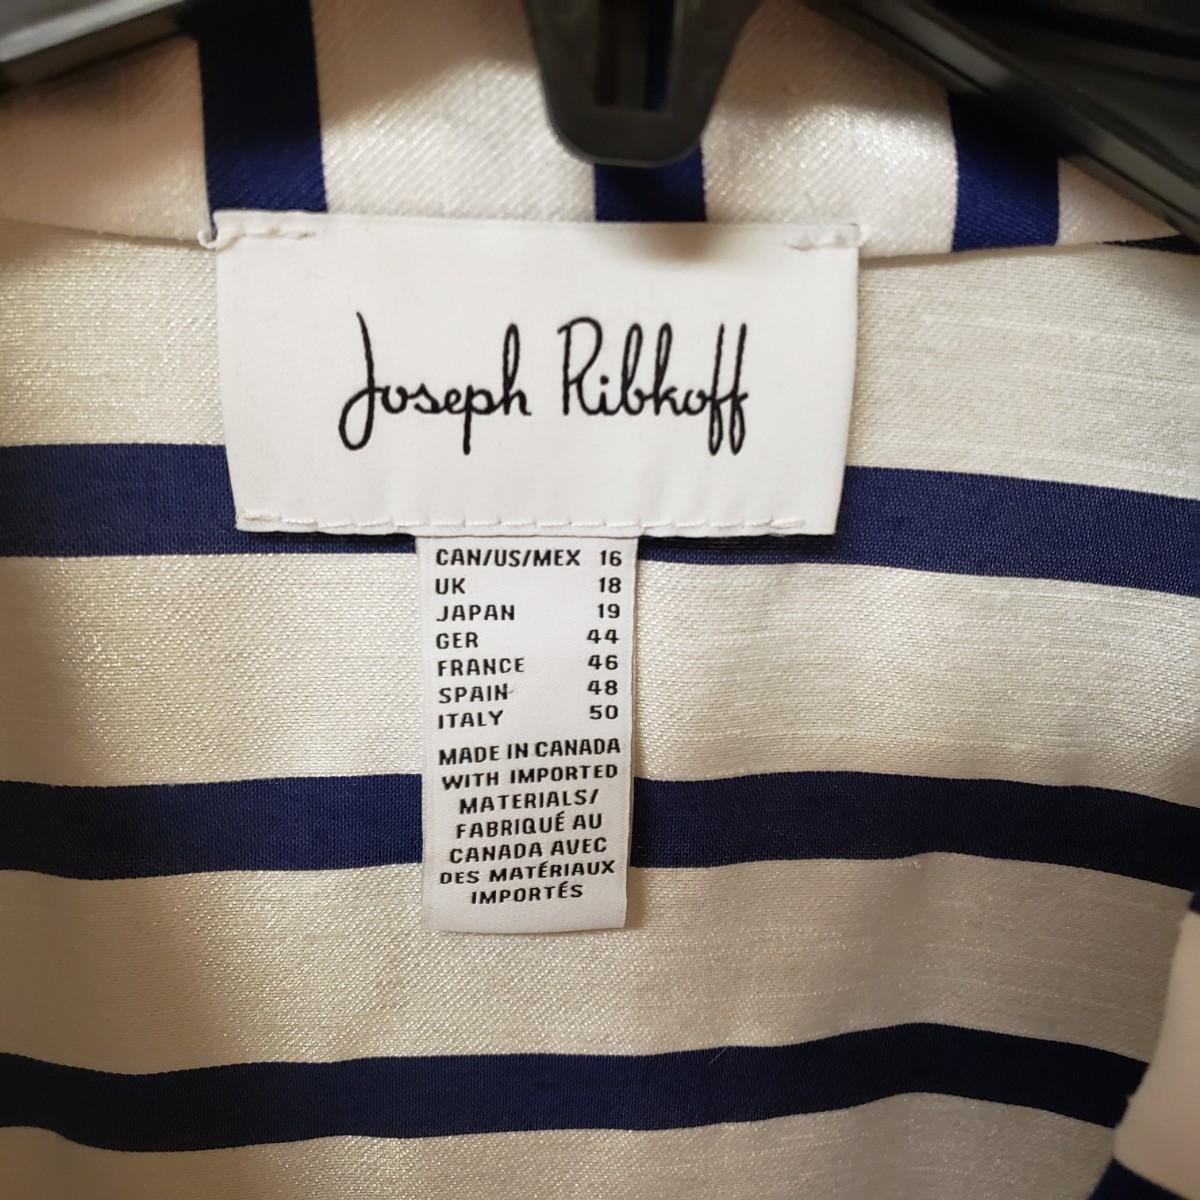 Joseph Ribkoff
CAN/US/MEX 16
UK 18
JAPAN 19
GER 44
FRANCE 46
SPAIN 48
ITALY 50
MADE IN CANADA
WITH IMPORTED
MATERIALS/
FABRIQUÉ AU
CANADA AVEC
DES MATÉRIAUX
IMPORTÉS